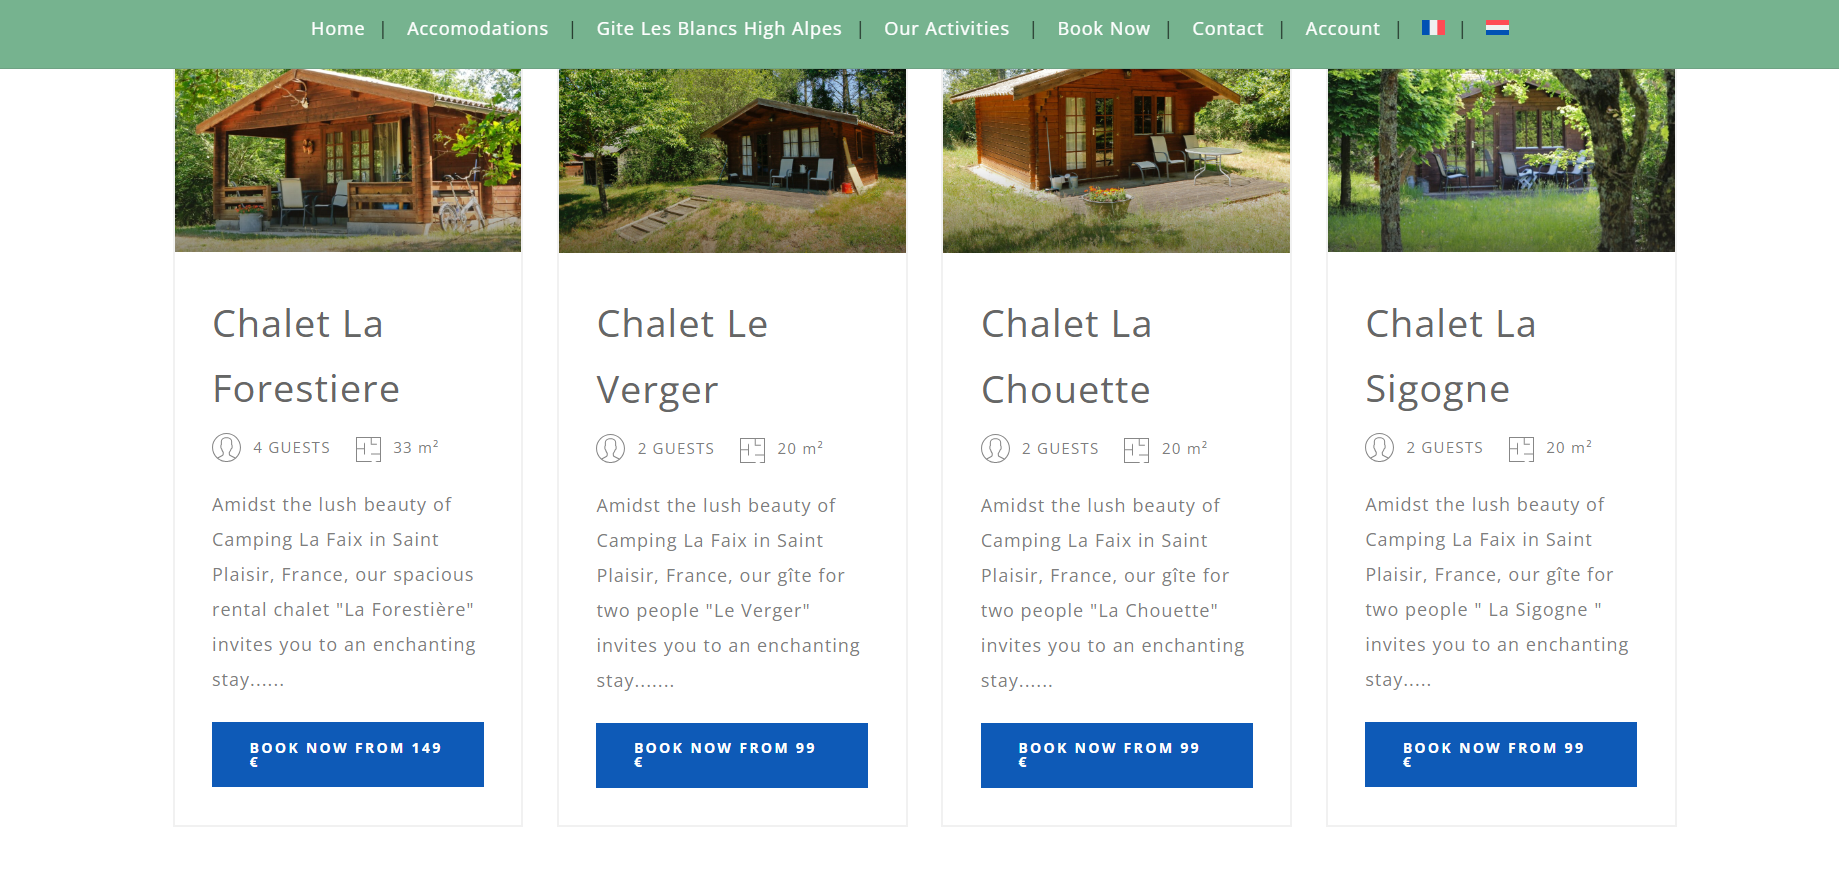 Home | Accomodations | Gite Les Blancs High Alpes | Our Activities | Book Now | Contact | Account | |
Chalet La
Forestiere
4 GUESTS 33 m²
Amidst the lush beauty of
Camping La Faix in Saint
Plaisir, France, our spacious
rental chalet "La Forestière"
invites you to an enchanting
stay......
BOOK NOW FROM 149
€
Chalet Le
Verger
2 GUESTS 20 m²
Amidst the lush beauty of
Camping La Faix in Saint
Plaisir, France, our gîte for
two people "Le Verger"
invites you to an enchanting
stay.......
BOOK NOW FROM 99
€
Chalet La
Chouette
2 GUESTS 20 m²
Amidst the lush beauty of
Camping La Faix in Saint
Plaisir, France, our gîte for
two people "La Chouette"
invites you to an enchanting
stay......
BOOK NOW FROM 99
€
Chalet La
Sigogne
2 GUESTS 20 m²
Amidst the lush beauty of
Camping La Faix in Saint
Plaisir, France, our gîte for
two people " La Sigogne "
invites you to an enchanting
stay.....
BOOK NOW FROM 99
€